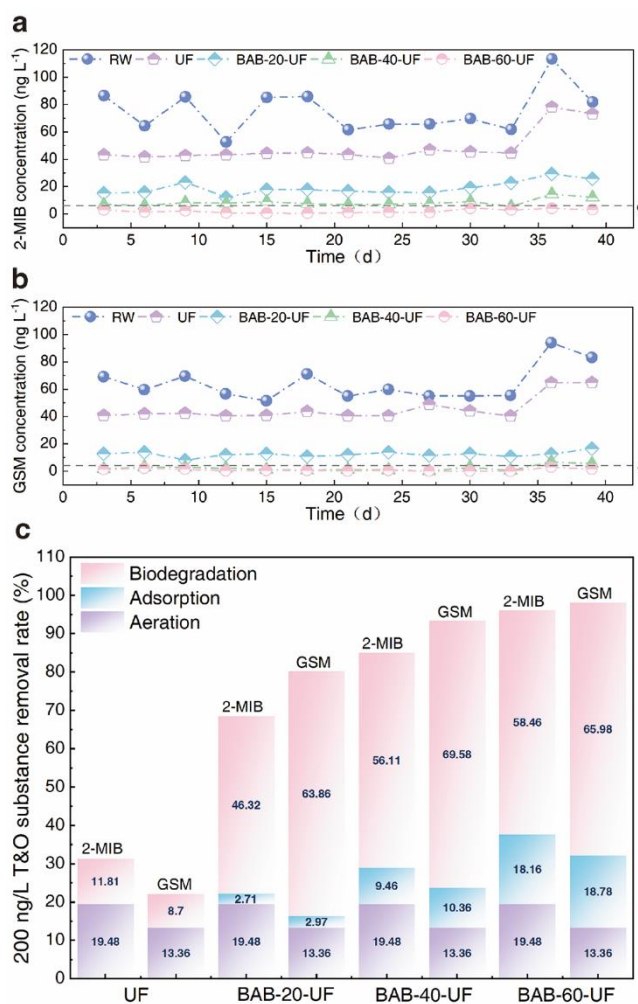 a
120
100
80
60
40
20
0
2-MIB concentration (ng L⁻¹)
RW UF BAB-20-UF BAB-40-UF BAB-60-UF
0 5 10 15 20 25 30 35 40
Time (d)
b
120
100
80
60
40
20
0
GSM concentration (ng L⁻¹)
RW UF BAB-20-UF BAB-40-UF BAB-60-UF
0 5 10 15 20 25 30 35 40
Time (d)
c
110
100
90
80
70
60
50
40
30
20
10
0
200 ng/L T&O substance removal rate (%)
Biodegradation
Adsorption
Aeration
2-MIB
11.81
19.48
GSM
8.7
13.36
2-MIB
46.32
2.71
19.48
GSM
63.86
2.97
13.36
2-MIB
56.11
9.46
19.48
GSM
69.58
10.36
13.36
2-MIB
58.46
18.16
19.48
GSM
65.98
18.78
13.36
UF BAB-20-UF BAB-40-UF BAB-60-UF